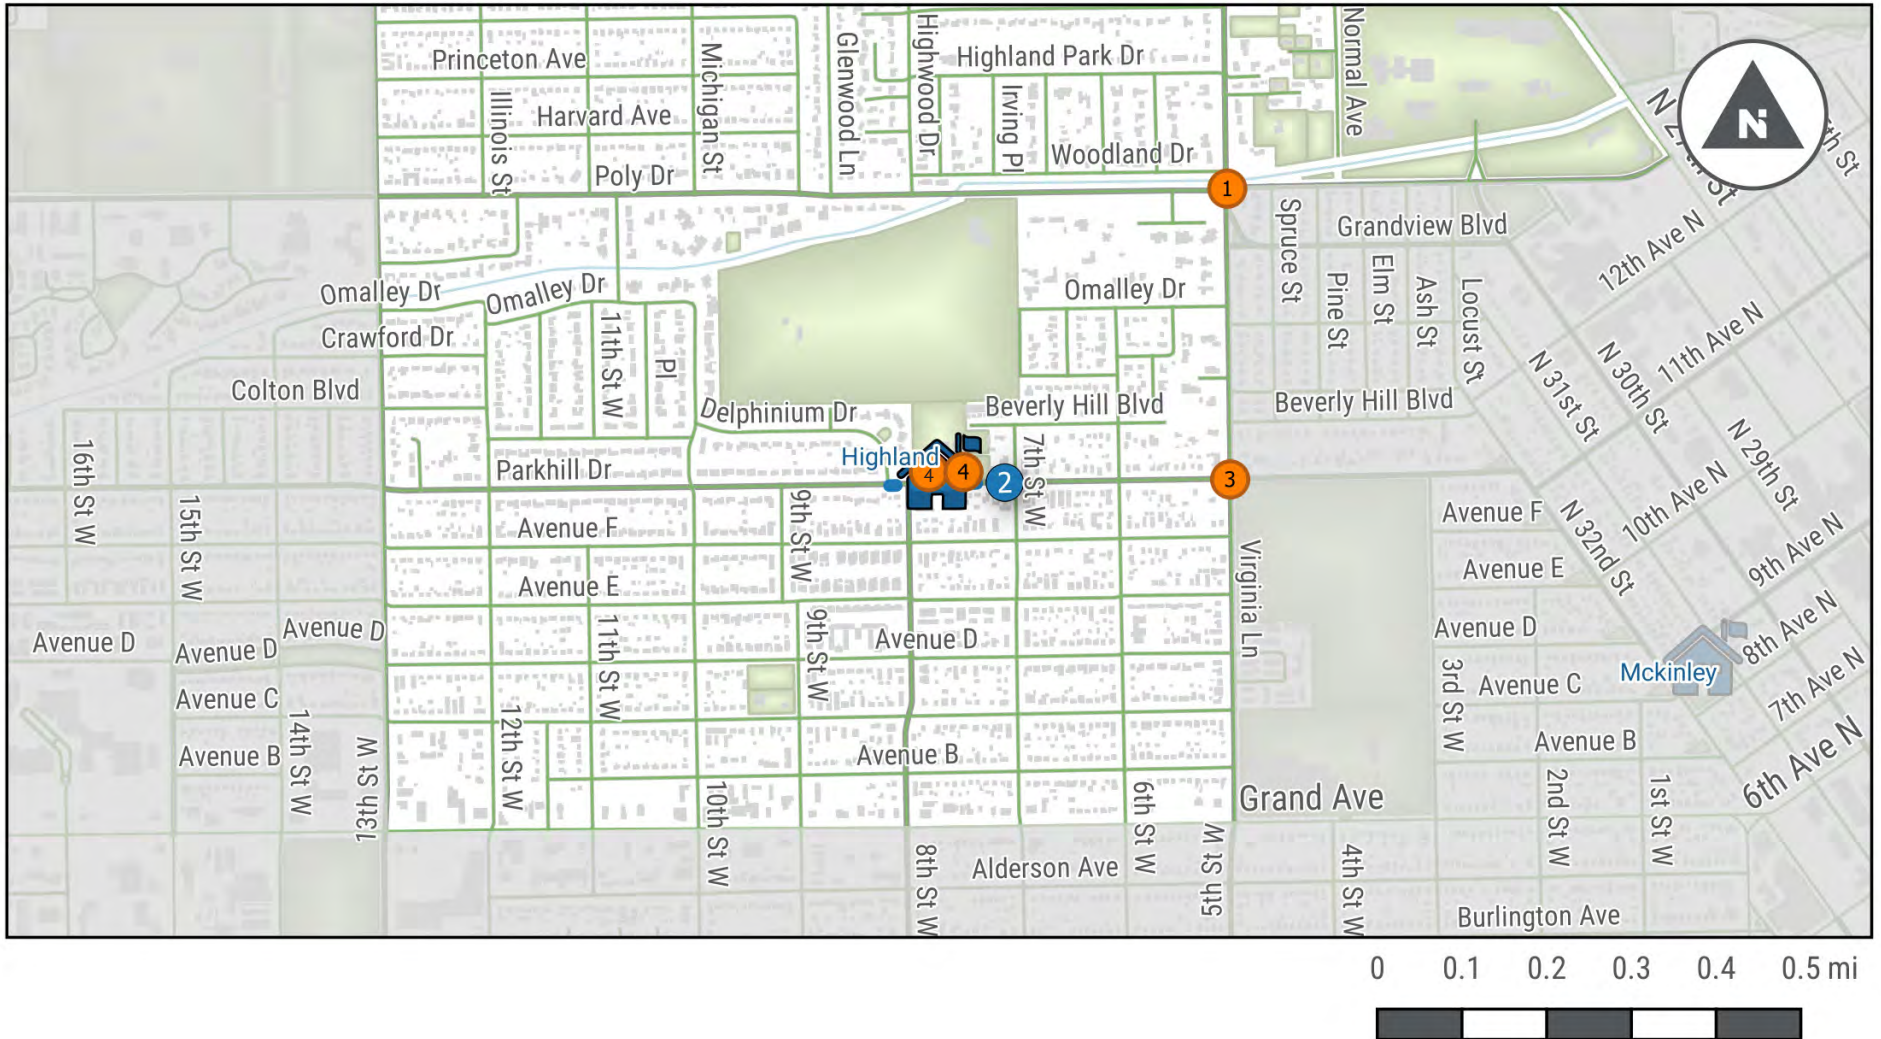 Princeton Ave
Michigan St
Glenwood Ln
Highwood Dr
Highland Park Dr
Normal Ave
Illinois St
Harvard Ave
Irving Pl
Woodland Dr
Poly Dr
N 27th St
N
th St
1
Spruce St
Grandview Blvd
12th Ave N
Omalley Dr
Omalley Dr
Omalley Dr
Pine St
Elm St
Ash St
Locust St
Crawford Dr
11th St W
Pl
11th Ave N
N 30th St
N 31st St
Colton Blvd
Delphinium Dr
Beverly Hill Blvd
Beverly Hill Blvd
N 29th St
16th St W
15th St W
Parkhill Dr
Highland
4
4
2
7th St W
3
10th Ave N
9th St W
Avenue F
Avenue F
N 32nd St
9th Ave N
Avenue E
Virginia Ln
Avenue E
8th Ave N
Avenue D
Avenue D
Avenue D
11th St W
9th St W
Avenue D
Avenue D
Mckinley
3rd St W
Avenue C
Avenue C
7th Ave N
14th St W
13th St W
12th St W
Avenue B
Avenue B
Avenue B
6th Ave N
10th St W
6th St W
Grand Ave
2nd St W
1st St W
8th St W
Alderson Ave
5th St W
4th St W
Burlington Ave
0 0.1 0.2 0.3 0.4 0.5 mi